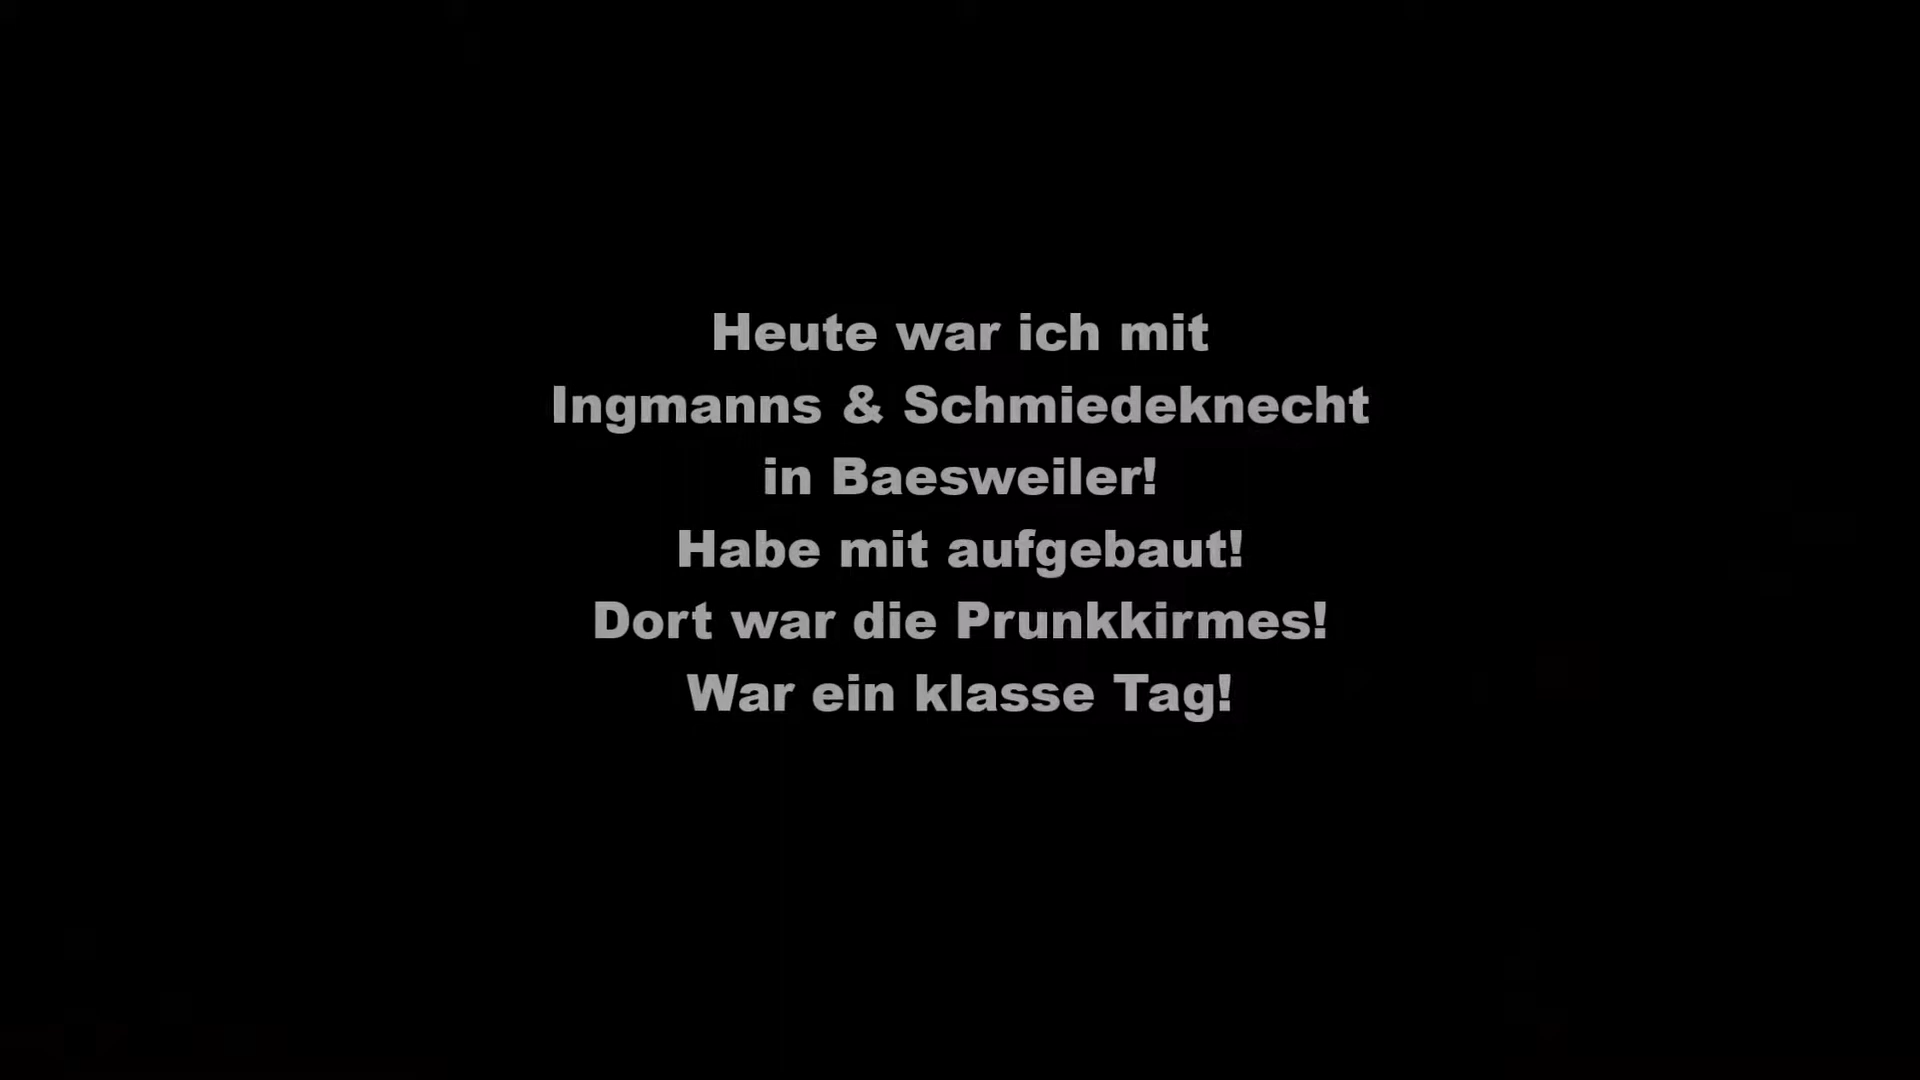 Heute war ich mit
Ingmanns & Schmiedeknecht
in Baesweiler!
Habe mit aufgebaut!
Dort war die Prunkkirmes!
War ein klasse Tag!